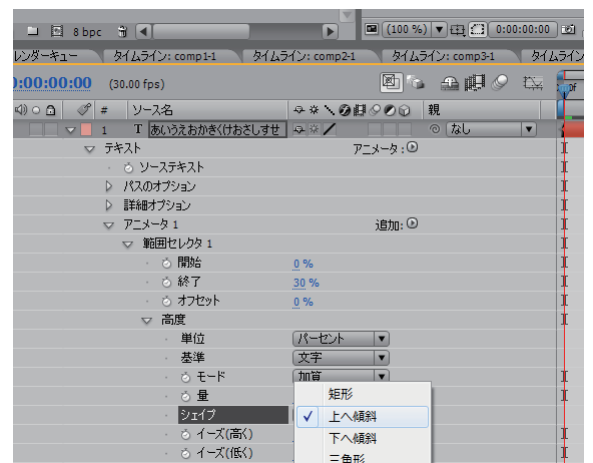 8 bpc (100 %) 0:00:00:00
レンダーキュー タイムライン: comp1-1 タイムライン: comp2-1 タイムライン: comp3-1 タイムライン
0:00:00:00 (30.00 fps)
# ソース名 親
1 T あいうえおかきくけおさしすせ なし
テキスト アニメータ:
ソーステキスト
パスのオプション
詳細オプション
アニメータ 1 追加:
範囲セレクタ 1
開始 0 %
終了 30 %
オフセット 0 %
高度
単位 パーセント
基準 文字
モード 加算
量
矩形
シェイプ
上へ傾斜
イーズ(高く)
下へ傾斜
イーズ(低く)
三角形